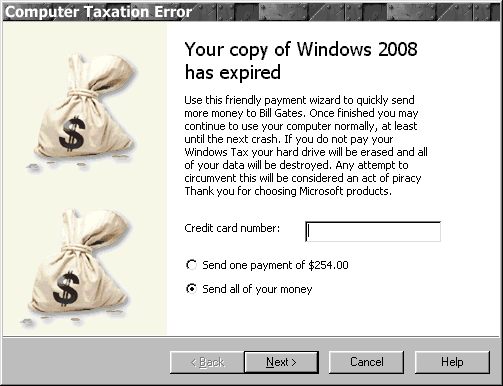 Computer Taxation Error
Your copy of Windows 2008
has expired
Use this friendly payment wizard to quickly send
more money to Bill Gates. Once finished you may
continue to use your computer normally, at least
until the next crash. If you do not pay your
Windows Tax your hard drive will be erased and all
of your data will be destroyed. Any attempt to
circumvent this will be considered an act of piracy
Thank you for choosing Microsoft products.
Credit card number:
Send one payment of $254.00
Send all of your money
$
$
< Back
Next >
Cancel
Help